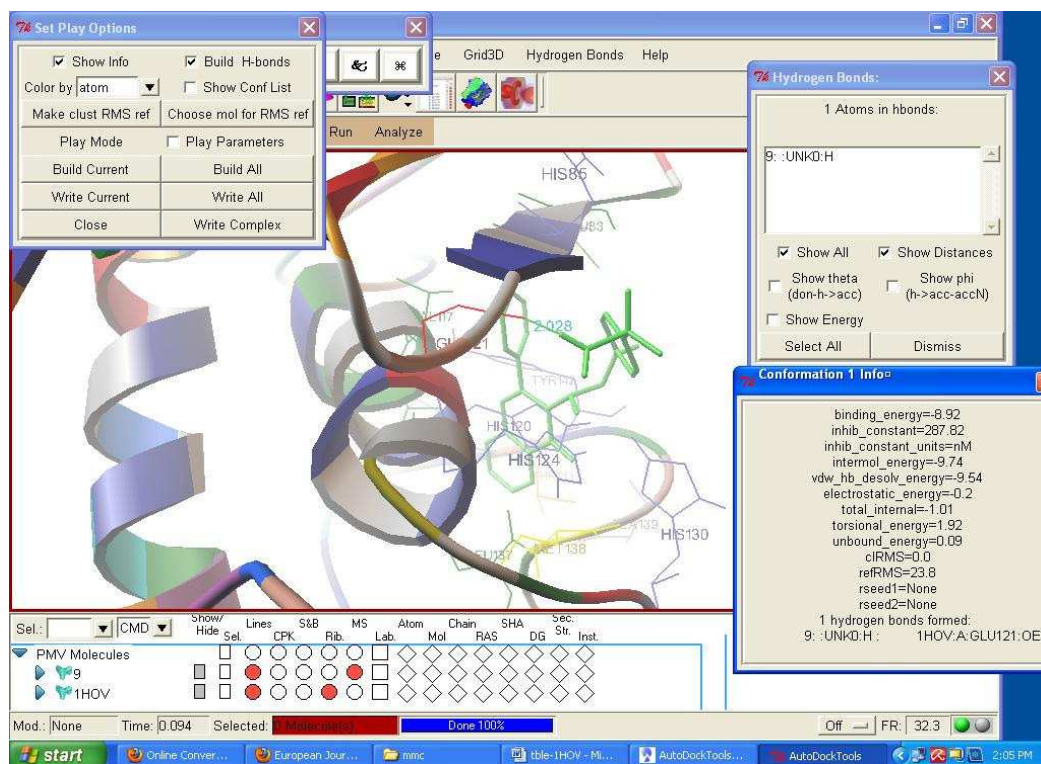 Set Play Options
Show Info
Build H-bonds
Color by atom
Show Conf List
Make clust RMS ref
Choose mol for RMS ref
Play Mode
Play Parameters
Build Current
Build All
Write Current
Write All
Close
Write Complex
&
⌘
Grid3D Hydrogen Bonds Help
Run Analyze
Hydrogen Bonds:
1 Atoms in hbonds:
9: :UNK0:H
Show All
Show Distances
Show theta
(don-h->acc)
Show phi
(h->acc-accN)
Show Energy
Select All
Dismiss
HIS85
2.028
HIS120
HIS124
HIS130
Conformation 1 Info
binding_energy=-8.92
inhib_constant=287.82
inhib_constant_units=nM
intermol_energy=-9.74
vdw_hb_desolv_energy=-9.54
electrostatic_energy=-0.2
total_internal=-1.01
torsional_energy=1.92
unbound_energy=0.09
clRMS=0.0
refRMS=23.8
rseed1=None
rseed2=None
1 hydrogen bonds formed:
9: :UNK0:H : 1HOV:A:GLU121:OE
Sel.: CMD
Show/ Hide Sel. Lines CPK S&B Rib. MS Lab. Atom Mol Chain RAS SHA DG Sec. Str. Inst.
PMV Molecules
9
1HOV
Mod.: None Time: 0.094 Selected: 0 Molecule(s) Done 100% Off FR: 32.3
start Online Conver... European Jour... mmc tble-1HOV - Mi... AutoDockTools... AutoDockTools 2:05 PM